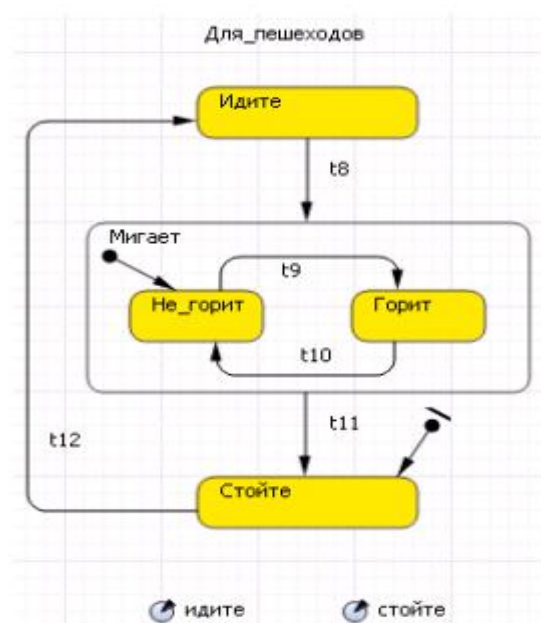 Для_пешеходов
Идите
t8
Мигает
t9
Не_горит
Горит
t10
t11
t12
Стойте
идите
стойте